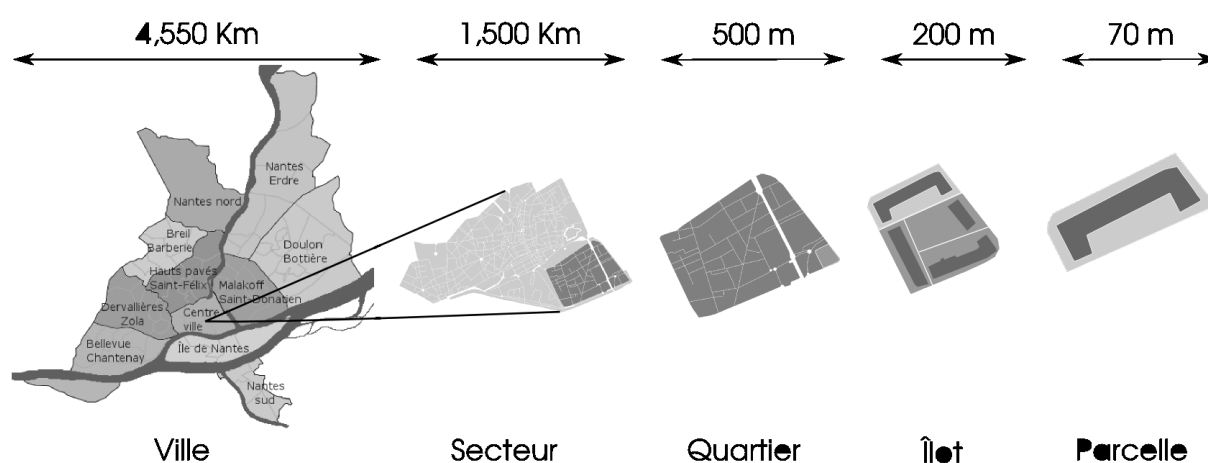 4,550 Km
1,500 Km
500 m
200 m
70 m
Nantes
Erdre
Nantes nord
Breil
Barberie
Doulon
Bottière
Hauts pavés
Saint-Félix
Malakoff
Saint-Donatien
Dervallières
Zola
Centre
ville
Bellevue
Chantenay
Île de Nantes
Nantes
sud
Ville
Secteur
Quartier
Îlot
Parcelle